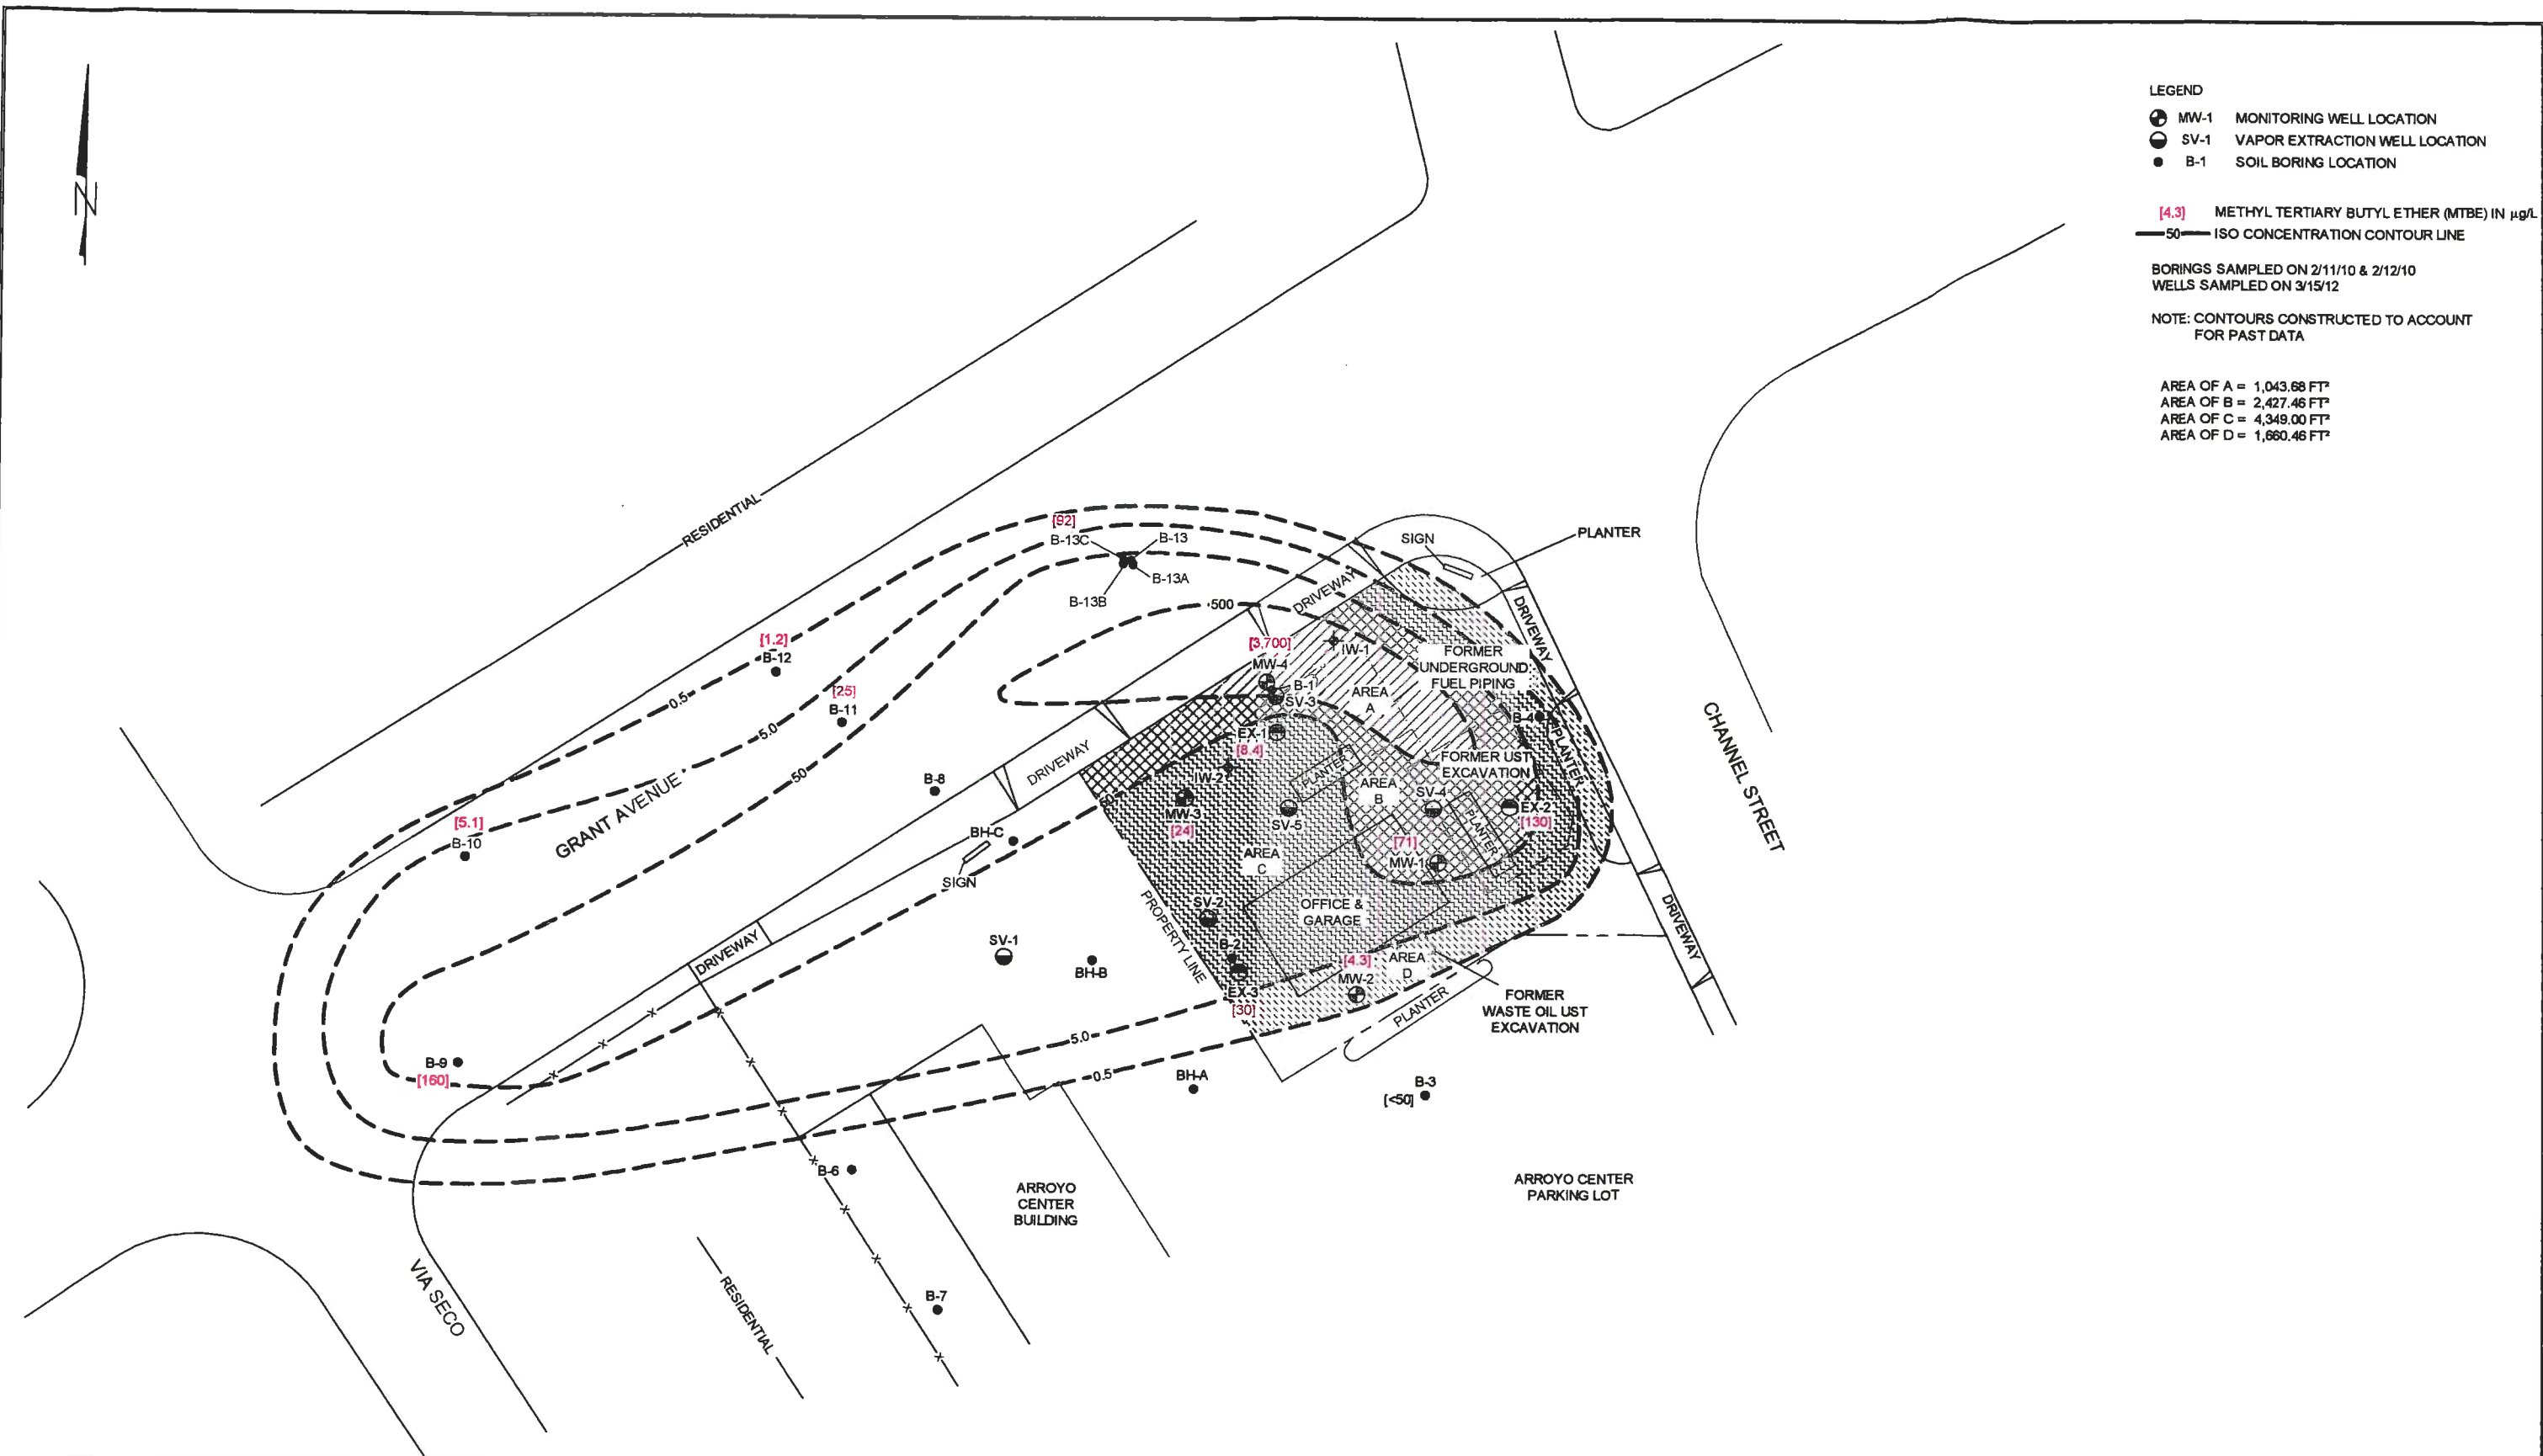 N
LEGEND
MW-1 MONITORING WELL LOCATION
SV-1 VAPOR EXTRACTION WELL LOCATION
B-1 SOIL BORING LOCATION
[4.3] METHYL TERTIARY BUTYL ETHER (MTBE) IN µg/L
50 ISO CONCENTRATION CONTOUR LINE
BORINGS SAMPLED ON 2/11/10 & 2/12/10
WELLS SAMPLED ON 3/15/12
NOTE: CONTOURS CONSTRUCTED TO ACCOUNT
FOR PAST DATA
AREA OF A = 1,043.68 FT²
AREA OF B = 2,427.46 FT²
AREA OF C = 4,349.00 FT²
AREA OF D = 1,660.46 FT²
RESIDENTIAL
[92]
B-13C
B-13
B-13A
B-13B
SIGN
PLANTER
DRIVEWAY
DRIVEWAY
500
[3,700]
MW-4
IW-1
B-1
SV-3
AREA
A
FORMER
UNDERGROUND
FUEL PIPING
[1.2]
B-12
0.5
[25]
B-11
5.0
50
B-4
PLANTER
CHANNEL STREET
EX-1
[8.4]
IW-2
PLANTER
FORMER UST
EXCAVATION
AREA
B
SV-4
EX-2
[130]
B-8
DRIVEWAY
50
MW-3
[24]
SV-5
PLANTER
[71]
MW-1
GRANT AVENUE
[5.1]
B-10
BH-C
SIGN
AREA
C
PROPERTY LINE
SV-2
OFFICE &
GARAGE
DRIVEWAY
DRIVEWAY
SV-1
BH-B
B-2
EX-3
[30]
[4.3]
MW-2
AREA
D
PLANTER
FORMER
WASTE OIL UST
EXCAVATION
5.0
0.5
B-9
[160]
BH-A
B-3
[<50]
B-6
ARROYO
CENTER
BUILDING
ARROYO CENTER
PARKING LOT
VIA SECO
RESIDENTIAL
B-7